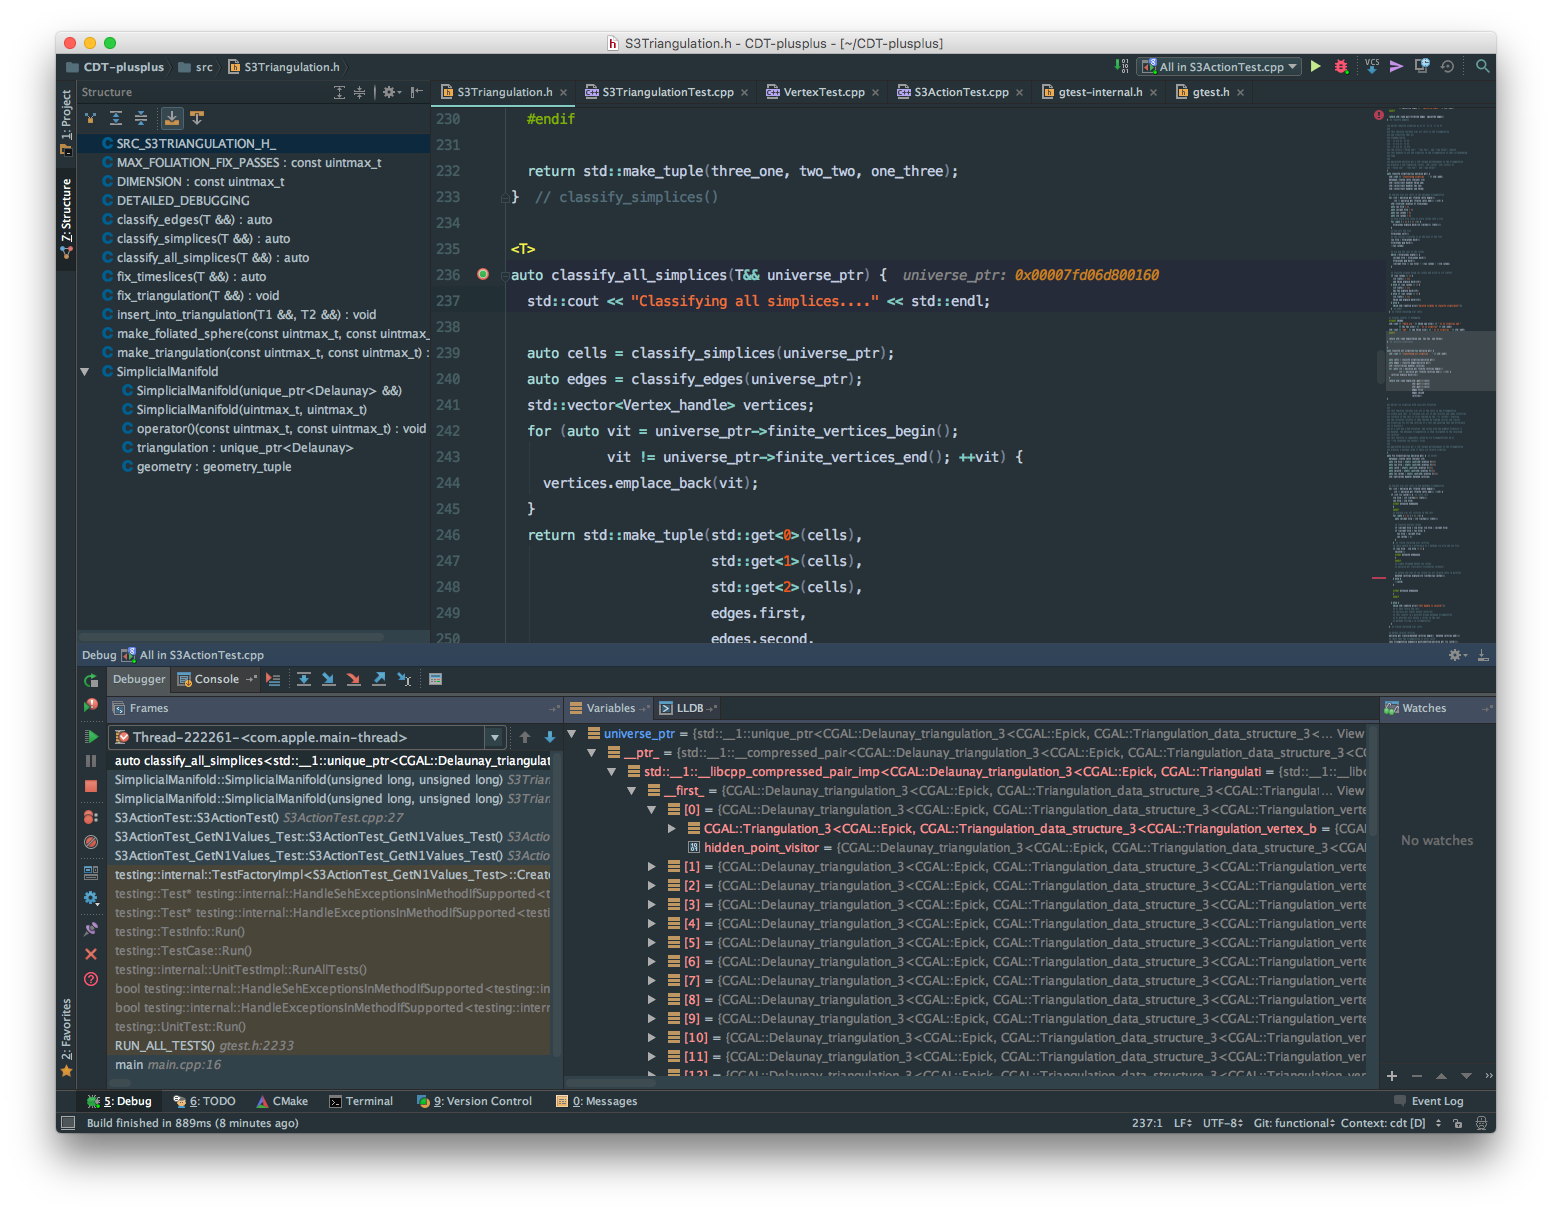 S3Triangulation.h - CDT-plusplus - [~/CDT-plusplus]
CDT-plusplus src S3Triangulation.h All in S3ActionTest.cpp VCS
Structure
S3Triangulation.h S3TriangulationTest.cpp VertexTest.cpp S3ActionTest.cpp gtest-internal.h gtest.h
1: Project
Z: Structure
2: Favorites
SRC_S3TRIANGULATION_H_
MAX_FOLIATION_FIX_PASSES : const uintmax_t
DIMENSION : const uintmax_t
DETAILED_DEBUGGING
classify_edges(T &&) : auto
classify_simplices(T &&) : auto
classify_all_simplices(T &&) : auto
fix_timeslices(T &&) : auto
fix_triangulation(T &&) : void
insert_into_triangulation(T1 &&, T2 &&) : void
make_foliated_sphere(const uintmax_t, const uintmax_
make_triangulation(const uintmax_t, const uintmax_t) :
SimplicialManifold
SimplicialManifold(unique_ptr<Delaunay> &&)
SimplicialManifold(uintmax_t, uintmax_t)
operator()(const uintmax_t, const uintmax_t) : void
triangulation : unique_ptr<Delaunay>
geometry : geometry_tuple
230 #endif
231
232 return std::make_tuple(three_one, two_two, one_three);
233 } // classify_simplices()
234
235 <T>
236 auto classify_all_simplices(T&& universe_ptr) { universe_ptr: 0x00007fd06d800160
237 std::cout << "Classifying all simplices...." << std::endl;
238
239 auto cells = classify_simplices(universe_ptr);
240 auto edges = classify_edges(universe_ptr);
241 std::vector<Vertex_handle> vertices;
242 for (auto vit = universe_ptr->finite_vertices_begin();
243 vit != universe_ptr->finite_vertices_end(); ++vit) {
244 vertices.emplace_back(vit);
245 }
246 return std::make_tuple(std::get<0>(cells),
247 std::get<1>(cells),
248 std::get<2>(cells),
249 edges.first,
250 edges.second,
Debug All in S3ActionTest.cpp
Debugger Console
Frames
Thread-222261-<com.apple.main-thread>
auto classify_all_simplices<std::__1::unique_ptr<CGAL::Delaunay_triangulat
SimplicialManifold::SimplicialManifold(unsigned long, unsigned long) S3Trian
SimplicialManifold::SimplicialManifold(unsigned long, unsigned long) S3Trian
S3ActionTest::S3ActionTest() S3ActionTest.cpp:27
S3ActionTest_GetN1Values_Test::S3ActionTest_GetN1Values_Test() S3Actio
S3ActionTest_GetN1Values_Test::S3ActionTest_GetN1Values_Test() S3Actio
testing::internal::TestFactoryImpl<S3ActionTest_GetN1Values_Test>::Create
testing::Test* testing::internal::HandleSehExceptionsInMethodIfSupported<t
testing::Test* testing::internal::HandleExceptionsInMethodIfSupported<testi
testing::TestInfo::Run()
testing::TestCase::Run()
testing::internal::UnitTestImpl::RunAllTests()
bool testing::internal::HandleSehExceptionsInMethodIfSupported<testing::in
bool testing::internal::HandleExceptionsInMethodIfSupported<testing::interr
testing::UnitTest::Run()
RUN_ALL_TESTS() gtest.h:2233
main main.cpp:16
Variables LLDB
universe_ptr = {std::__1::unique_ptr<CGAL::Delaunay_triangulation_3<CGAL::Epick, CGAL::Triangulation_data_structure_3<... View
__ptr_ = {std::__1::__compressed_pair<CGAL::Delaunay_triangulation_3<CGAL::Epick, CGAL::Triangulation_data_structure_3<C
std::__1::__libcpp_compressed_pair_imp<CGAL::Delaunay_triangulation_3<CGAL::Epick, CGAL::Triangulati = {std::__1::__libc
__first_ = {CGAL::Delaunay_triangulation_3<CGAL::Epick, CGAL::Triangulation_data_structure_3<CGAL::Triangulat... View
[0] = {CGAL::Delaunay_triangulation_3<CGAL::Epick, CGAL::Triangulation_data_structure_3<CGAL::Triangulation_verte
CGAL::Triangulation_3<CGAL::Epick, CGAL::Triangulation_data_structure_3<CGAL::Triangulation_vertex_b = {CGA
hidden_point_visitor = {CGAL::Delaunay_triangulation_3<CGAL::Epick, CGAL::Triangulation_data_structure_3<CGAL
[1] = {CGAL::Delaunay_triangulation_3<CGAL::Epick, CGAL::Triangulation_data_structure_3<CGAL::Triangulation_verte
[2] = {CGAL::Delaunay_triangulation_3<CGAL::Epick, CGAL::Triangulation_data_structure_3<CGAL::Triangulation_verte
[3] = {CGAL::Delaunay_triangulation_3<CGAL::Epick, CGAL::Triangulation_data_structure_3<CGAL::Triangulation_verte
[4] = {CGAL::Delaunay_triangulation_3<CGAL::Epick, CGAL::Triangulation_data_structure_3<CGAL::Triangulation_verte
[5] = {CGAL::Delaunay_triangulation_3<CGAL::Epick, CGAL::Triangulation_data_structure_3<CGAL::Triangulation_verte
[6] = {CGAL::Delaunay_triangulation_3<CGAL::Epick, CGAL::Triangulation_data_structure_3<CGAL::Triangulation_verte
[7] = {CGAL::Delaunay_triangulation_3<CGAL::Epick, CGAL::Triangulation_data_structure_3<CGAL::Triangulation_verte
[8] = {CGAL::Delaunay_triangulation_3<CGAL::Epick, CGAL::Triangulation_data_structure_3<CGAL::Triangulation_verte
[9] = {CGAL::Delaunay_triangulation_3<CGAL::Epick, CGAL::Triangulation_data_structure_3<CGAL::Triangulation_verte
[10] = {CGAL::Delaunay_triangulation_3<CGAL::Epick, CGAL::Triangulation_data_structure_3<CGAL::Triangulation_ver
[11] = {CGAL::Delaunay_triangulation_3<CGAL::Epick, CGAL::Triangulation_data_structure_3<CGAL::Triangulation_ver
[12] = {CGAL::Delaunay_triangulation_3<CGAL::Epick, CGAL::Triangulation_data_structure_3<CGAL::Triangulation_ver
Watches
No watches
5: Debug 6: TODO CMake Terminal 9: Version Control 0: Messages Event Log
Build finished in 889ms (8 minutes ago) 237:1 LF UTF-8 Git: functional Context: cdt [D]